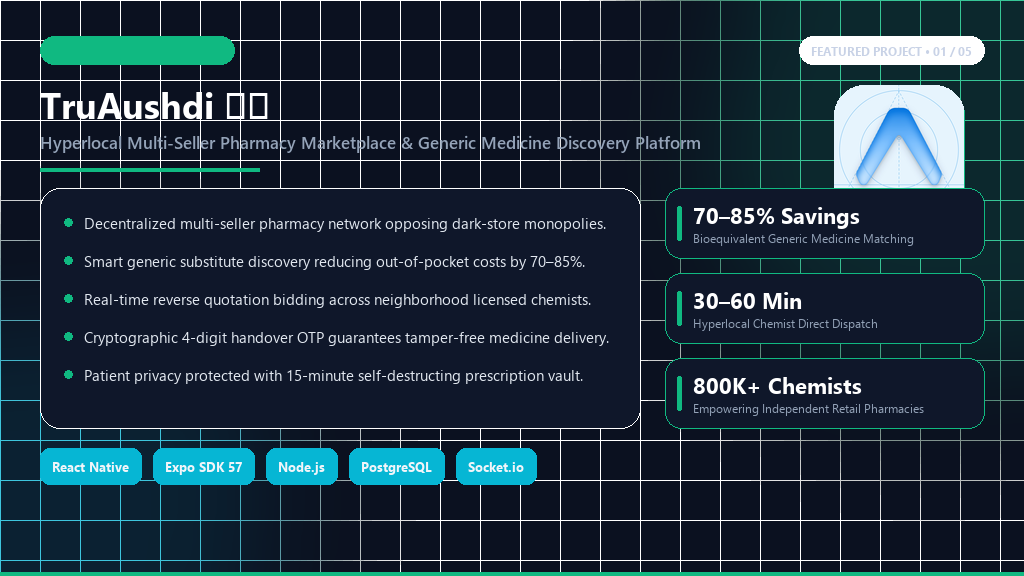 FEATURED PROJECT • 01 / 05
TruAushdi
Hyperlocal Multi-Seller Pharmacy Marketplace & Generic Medicine Discovery Platform
Decentralized multi-seller pharmacy network opposing dark-store monopolies.
Smart generic substitute discovery reducing out-of-pocket costs by 70–85%.
Real-time reverse quotation bidding across neighborhood licensed chemists.
Cryptographic 4-digit handover OTP guarantees tamper-free medicine delivery.
Patient privacy protected with 15-minute self-destructing prescription vault.
70–85% Savings
Bioequivalent Generic Medicine Matching
30–60 Min
Hyperlocal Chemist Direct Dispatch
800K+ Chemists
Empowering Independent Retail Pharmacies
React Native
Expo SDK 57
Node.js
PostgreSQL
Socket.io